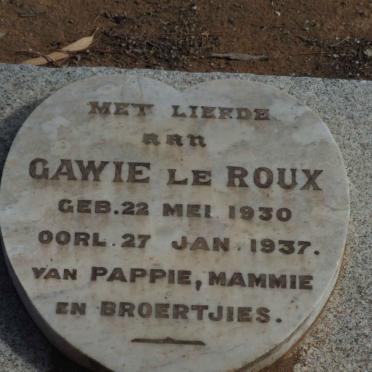 MET LIEFDE
AAN
GAWIE LE ROUX
GEB. 22 MEI 1930
OORL. 27 JAN. 1937.
VAN PAPPIE, MAMMIE
EN BROERTJIES.